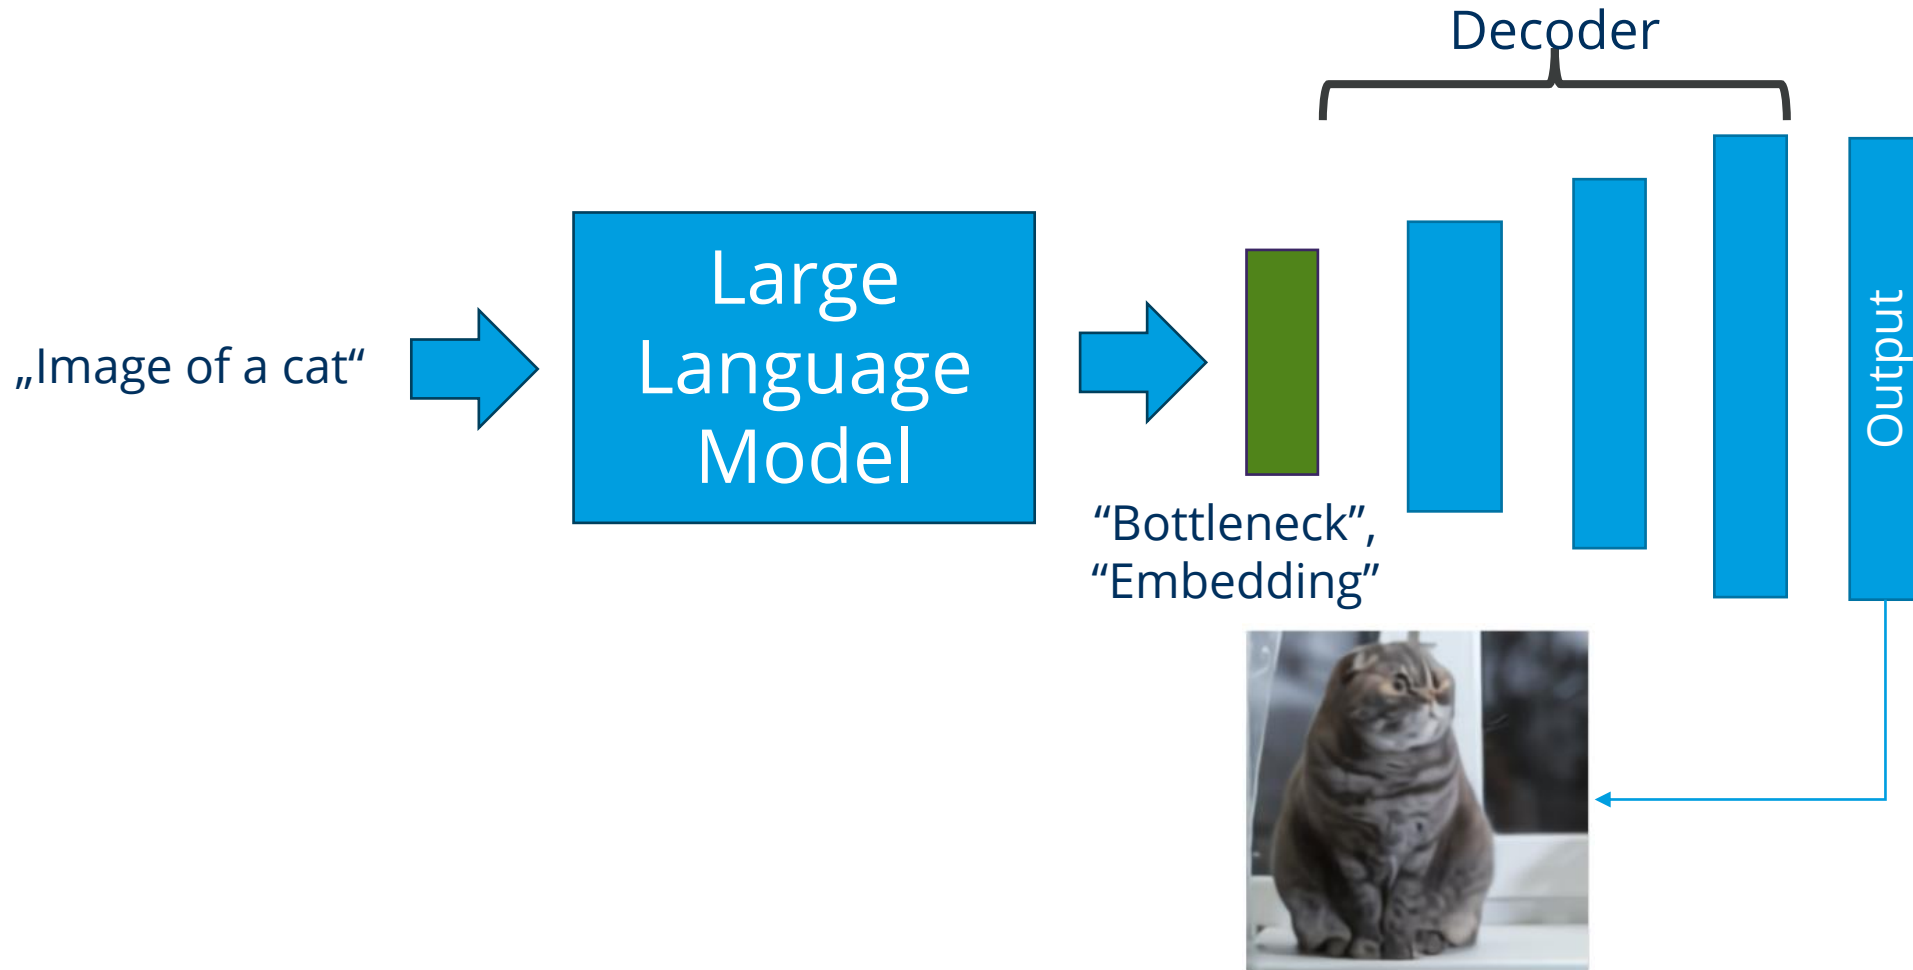 Decoder
„Image of a cat“
Large
Language
Model
“Bottleneck”,
“Embedding”
Output